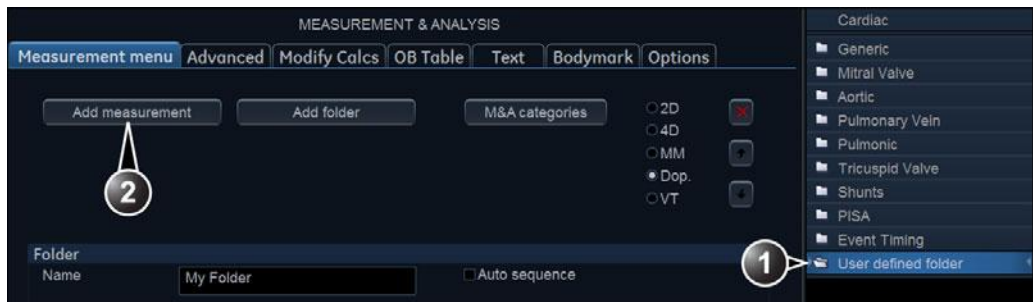 MEASUREMENT & ANALYSIS
Measurement menu Advanced Modify Calcs OB Table Text Bodymark Options
Add measurement Add folder M&A categories
2D
4D
MM
Dop.
VT
2
Folder
Name My Folder Auto sequence
Cardiac
Generic
Mitral Valve
Aortic
Pulmonary Vein
Pulmonic
Tricuspid Valve
Shunts
PISA
Event Timing
1 User defined folder